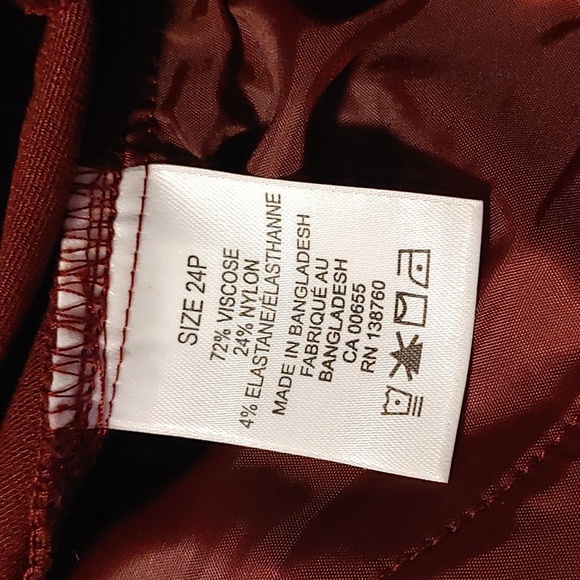 SIZE 24P
72% VISCOSE
24% NYLON
4% ELASTANE/ÉLASTHANNE
MADE IN BANGLADESH
FABRIQUÉ AU
BANGLADESH
CA 00655
RN 138760